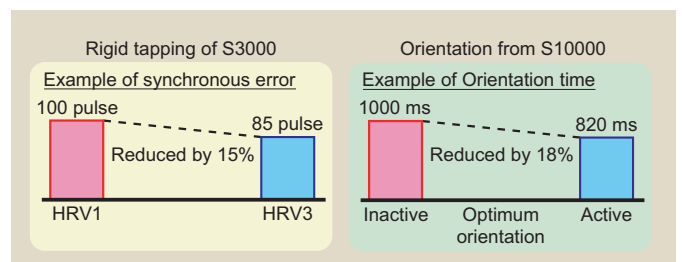 Rigid tapping of S3000
Example of synchronous error
100 pulse
85 pulse
Reduced by 15%
HRV1
HRV3
Orientation from S10000
Example of Orientation time
1000 ms
820 ms
Reduced by 18%
Inactive
Optimum
orientation
Active